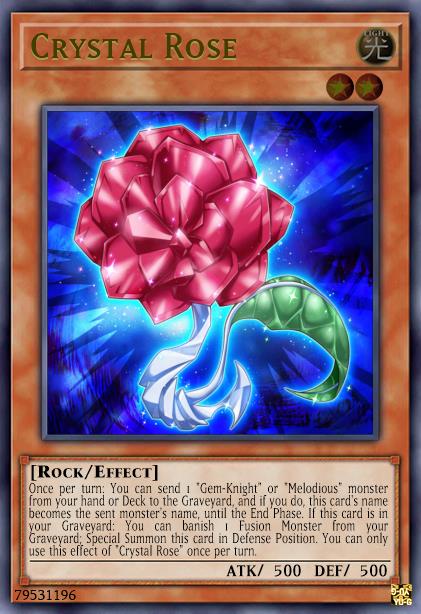 CRYSTAL ROSE
LIGHT
光
[ROCK/EFFECT]
Once per turn: You can send 1 "Gem-Knight" or "Melodious" monster
from your hand or Deck to the Graveyard, and if you do, this card's name
becomes the sent monster's name, until the End Phase. If this card is in
your Graveyard: You can banish 1 Fusion Monster from your
Graveyard; Special Summon this card in Defense Position. You can only
use this effect of "Crystal Rose" once per turn.
ATK/ 500 DEF/ 500
79531196